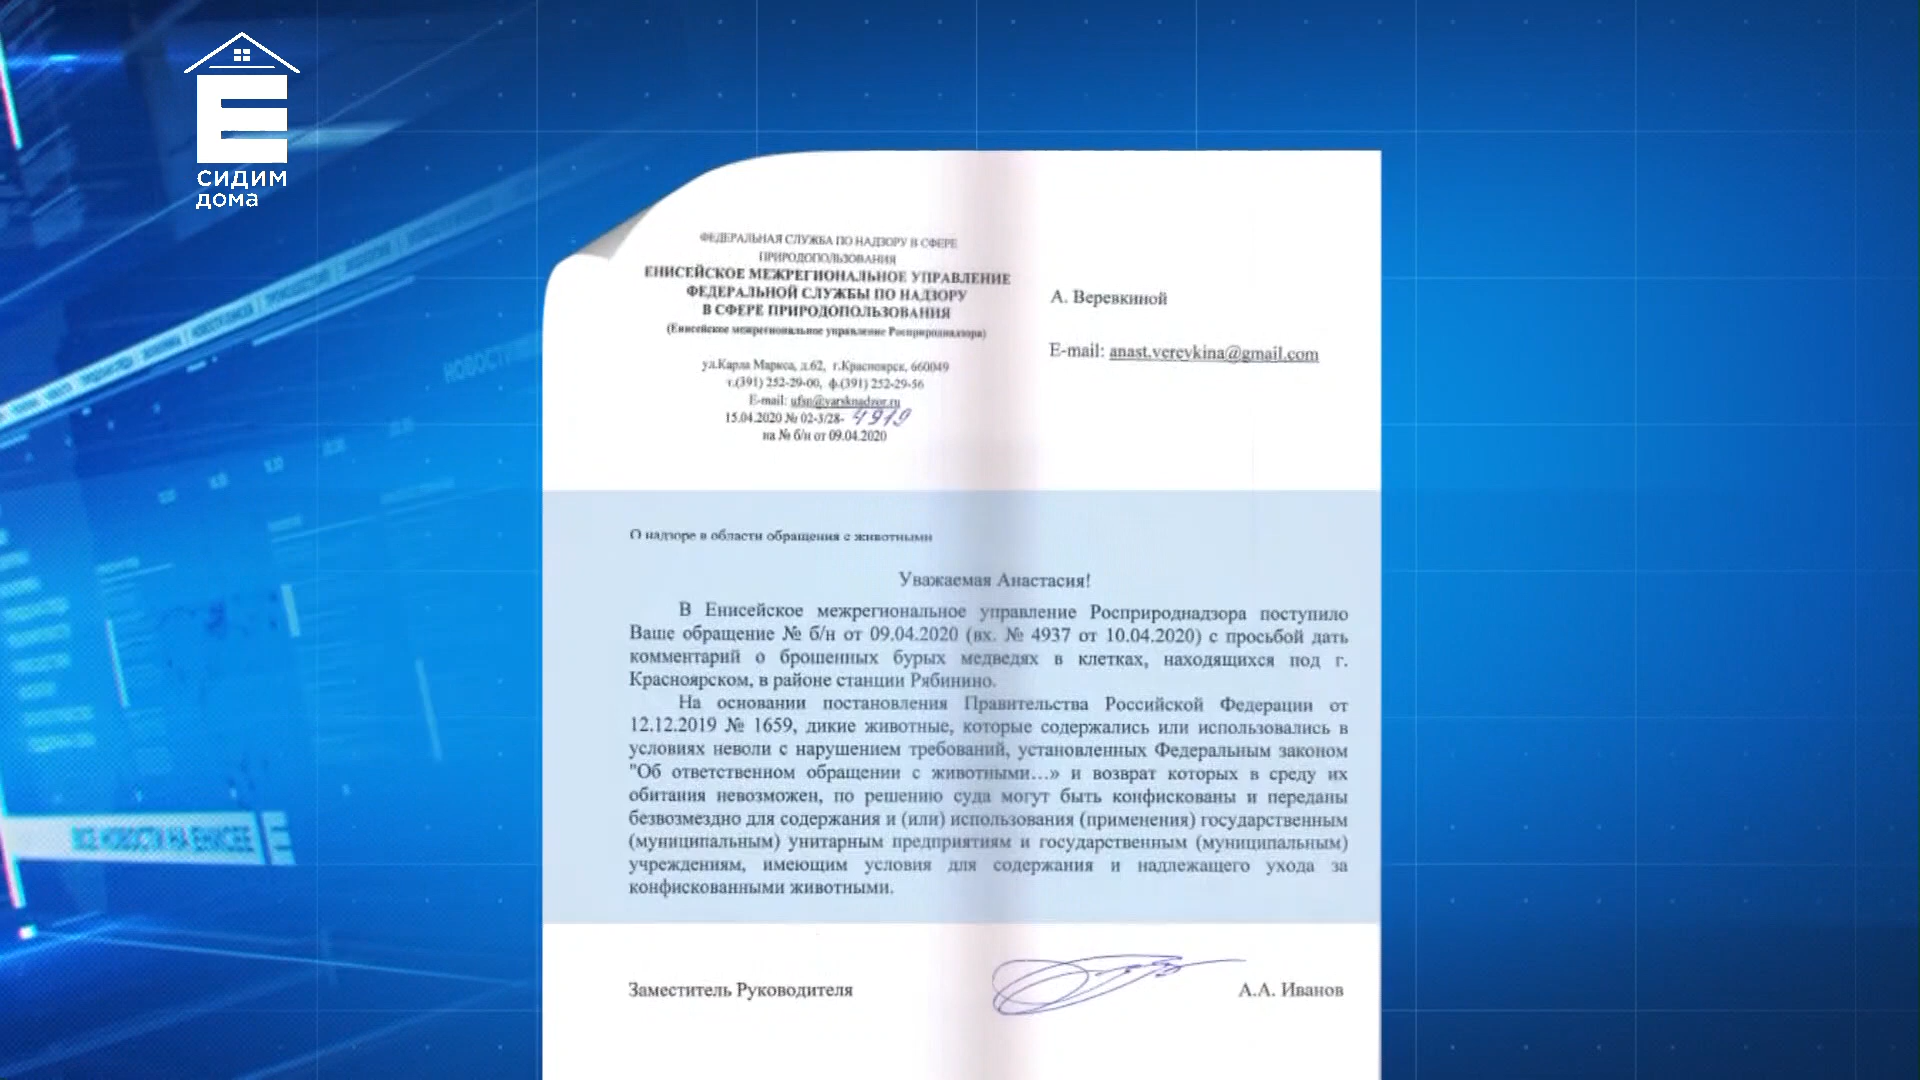 Е
СИДИМ
дома
ФЕДЕРАЛЬНАЯ СЛУЖБА ПО НАДЗОРУ В СФЕРЕ
ПРИРОДОПОЛЬЗОВАНИЯ
ЕНИСЕЙСКОЕ МЕЖРЕГИОНАЛЬНОЕ УПРАВЛЕНИЕ
ФЕДЕРАЛЬНОЙ СЛУЖБЫ ПО НАДЗОРУ
В СФЕРЕ ПРИРОДОПОЛЬЗОВАНИЯ
(Енисейское межрегиональное управление Росприроднадзора)
ул.Карла Маркса, д.62, г.Красноярск, 660049
т.(391) 252-29-00, ф.(391) 252-29-56
E-mail:
15.04.2020 № 02-3/28- 4919
на № б/н от 09.04.2020
А. Веревкиной
E-mail: anast.verevkina@gmail.com
О надзоре в области обращения с животными
Уважаемая Анастасия!
В Енисейское межрегиональное управление Росприроднадзора поступило
Ваше обращение № б/н от 09.04.2020 (вх. № 4937 от 10.04.2020) с просьбой дать
комментарий о брошенных бурых медведях в клетках, находящихся под г.
Красноярском, в районе станции Рябинино.
На основании постановления Правительства Российской Федерации от
12.12.2019 № 1659, дикие животные, которые содержались или использовались в
условиях неволи с нарушением требований, установленных Федеральным законом
"Об ответственном обращении с животными…» и возврат которых в среду их
обитания невозможен, по решению суда могут быть конфискованы и переданы
безвозмездно для содержания и (или) использования (применения) государственным
(муниципальным) унитарным предприятиям и государственным (муниципальным)
учреждениям, имеющим условия для содержания и надлежащего ухода за
конфискованными животными.
Заместитель Руководителя
А.А. Иванов
НОВОСТИ
ВСЕ НОВОСТИ НА ЕНИСЕЕ